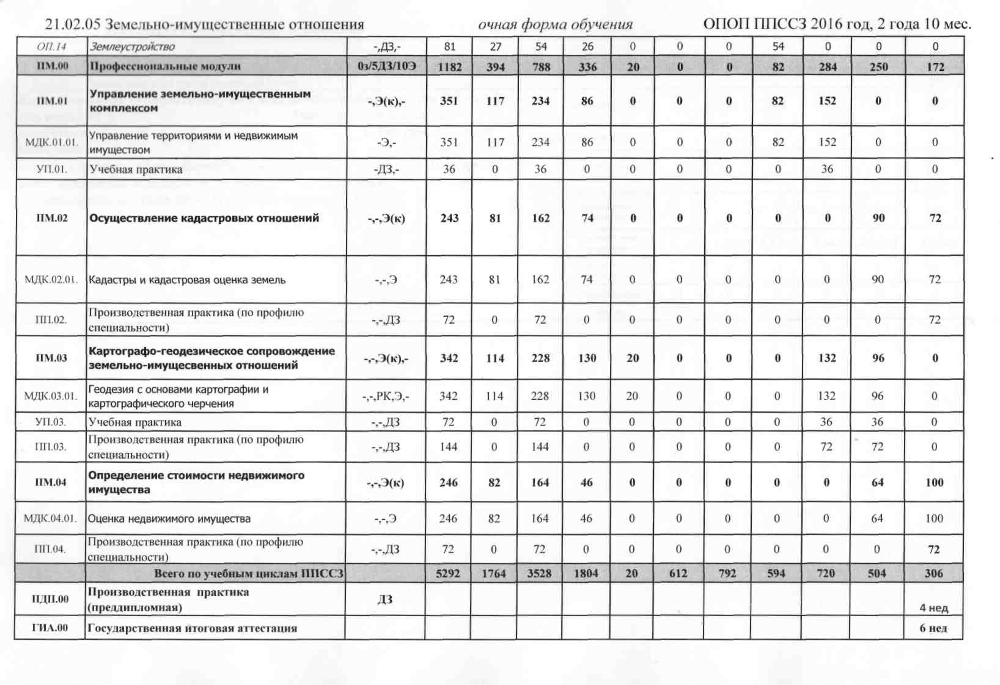 21.02.05 Земельно-имущественные отношения очная форма обучения ОПОП ППССЗ 2016 год, 2 года 10 мес.
ОП.14 Землеустройство -,ДЗ,- 81 27 54 26 0 0 0 54 0 0 0
ПМ.00 Профессиональные модули 0з/5ДЗ/10Э 1182 394 788 336 20 0 0 82 284 250 172
ПМ.01 Управление земельно-имущественным
комплексом -,Э(к),- 351 117 234 86 0 0 0 82 152 0 0
МДК.01.01. Управление территориями и недвижимым
имуществом -Э,- 351 117 234 86 0 0 0 82 152 0 0
УП.01. Учебная практика -ДЗ,- 36 0 36 0 0 0 0 0 36 0 0
ПМ.02 Осуществление кадастровых отношений -,-,Э(к) 243 81 162 74 0 0 0 0 0 90 72
МДК.02.01. Кадастры и кадастровая оценка земель -,-,Э 243 81 162 74 0 0 0 0 0 90 72
ПП.02. Производственная практика (по профилю
специальности) -,-,ДЗ 72 0 72 0 0 0 0 0 0 0 72
ПМ.03 Картографо-геодезическое сопровождение
земельно-имущесвенных отношений -,-,Э(к),- 342 114 228 130 20 0 0 0 132 96 0
МДК.03.01. Геодезия с основами картографии и
картографического черчения -,-,РК,Э,- 342 114 228 130 20 0 0 0 132 96 0
УП.03. Учебная практика -,-,ДЗ 72 0 72 0 0 0 0 0 36 36 0
ПП.03. Производственная практика (по профилю
специальности) -,-,ДЗ 144 0 144 0 0 0 0 0 72 72 0
ПМ.04 Определение стоимости недвижимого
имущества -,-,Э(к) 246 82 164 46 0 0 0 0 0 64 100
МДК.04.01. Оценка недвижимого имущества -,-,Э 246 82 164 46 0 0 0 0 0 64 100
ПП.04. Производственная практика (по профилю
специальности) -,-,ДЗ 72 0 72 0 0 0 0 0 0 0 72
Всего по учебным циклам ППССЗ 5292 1764 3528 1804 20 612 792 594 720 504 306
ПДП.00 Производственная практика
(преддипломная) ДЗ 4 нед
ГИА.00 Государственная итоговая аттестация 6 нед